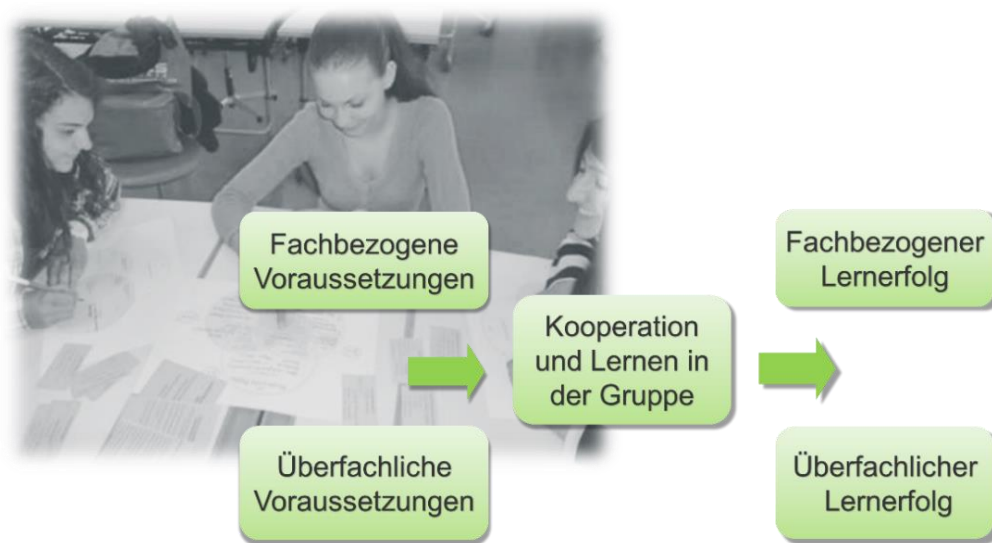 Fachbezogene
Voraussetzungen
Überfachliche
Voraussetzungen
Kooperation
und Lernen in
der Gruppe
Fachbezogener
Lernerfolg
Überfachlicher
Lernerfolg